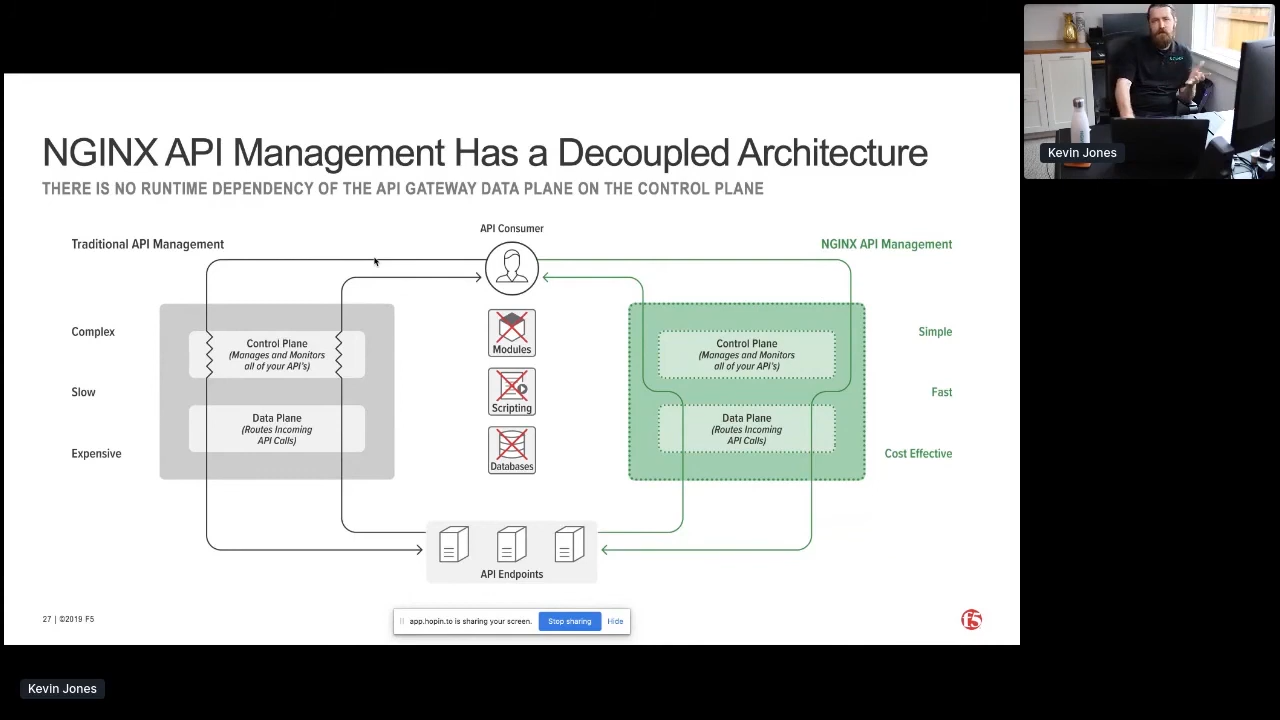 NGINX API Management Has a Decoupled Architecture
THERE IS NO RUNTIME DEPENDENCY OF THE API GATEWAY DATA PLANE ON THE CONTROL PLANE
API Consumer
Traditional API Management
NGINX API Management
Complex
Slow
Expensive
Control Plane
(Manages and Monitors
all of your API's)
Data Plane
(Routes Incoming
API Calls)
Modules
Scripting
Databases
Control Plane
(Manages and Monitors
all of your API's)
Data Plane
(Routes Incoming
API Calls)
Simple
Fast
Cost Effective
API Endpoints
27 | ©2019 F5
app.hopin.to is sharing your screen.
Stop sharing
Hide
f5
Kevin Jones
Kevin Jones